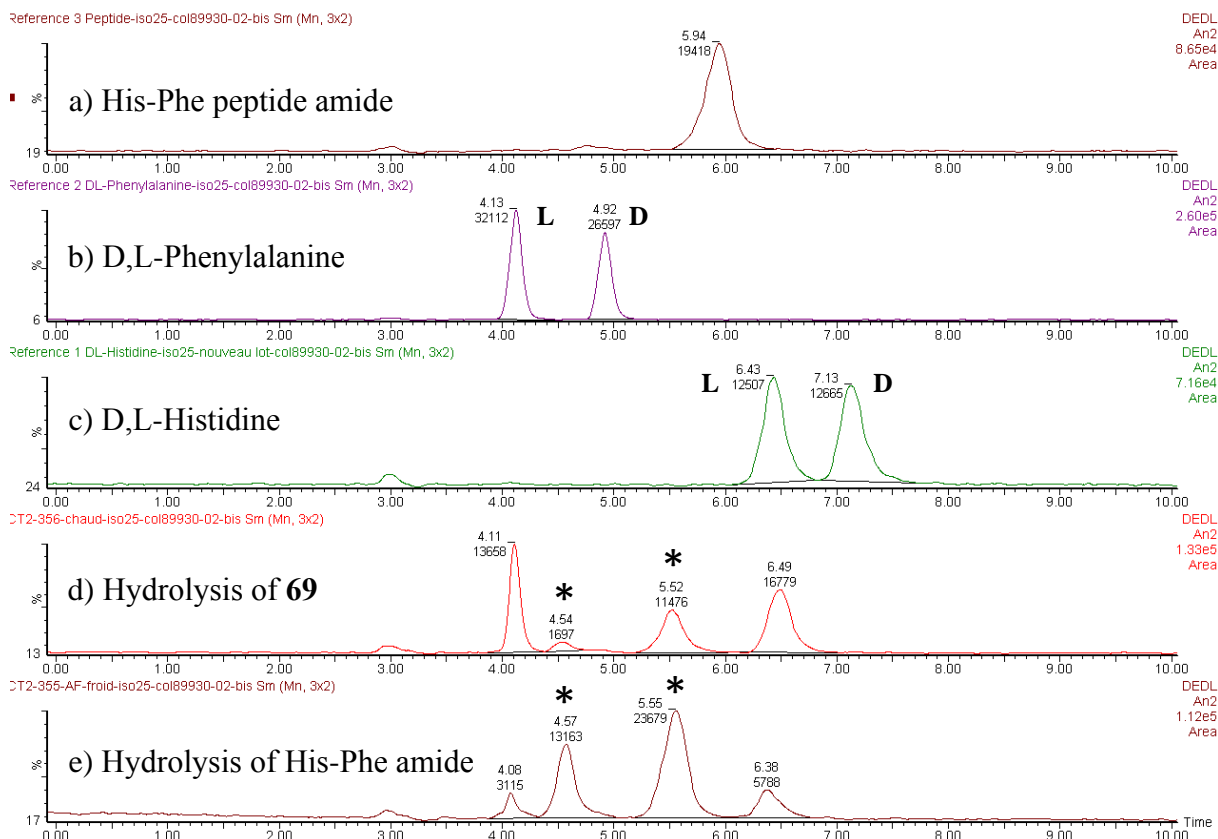 Reference 3 Peptide-iso25-col89930-02-bis Sm (Mn, 3x2)
DEDL
An2
8.65e4
Area
5.94
19418
%
a) His-Phe peptide amide
19
0.00 1.00 2.00 3.00 4.00 5.00 6.00 7.00 8.00 9.00 10.00
Reference 2 DL-Phenylalanine-iso25-col89930-02-bis Sm (Mn, 3x2)
DEDL
An2
2.60e5
Area
4.13
32112
L
4.92
26597
D
%
b) D,L-Phenylalanine
6
0.00 1.00 2.00 3.00 4.00 5.00 6.00 7.00 8.00 9.00 10.00
Reference 1 DL-Histidine-iso25-nouveau lot-col89930-02-bis Sm (Mn, 3x2)
DEDL
An2
7.16e4
Area
L
6.43
12507
7.13
12665
D
%
c) D,L-Histidine
24
0.00 1.00 2.00 3.00 4.00 5.00 6.00 7.00 8.00 9.00 10.00
CT2-356-chaud-iso25-col89930-02-bis Sm (Mn, 3x2)
DEDL
An2
1.33e5
Area
4.11
13658
*
4.54
1697
*
5.52
11476
6.49
16779
%
d) Hydrolysis of 69
13
0.00 1.00 2.00 3.00 4.00 5.00 6.00 7.00 8.00 9.00 10.00
CT2-355-AF-froid-iso25-col89930-02-bis Sm (Mn, 3x2)
DEDL
An2
1.12e5
Area
4.08
3115
*
4.57
13163
*
5.55
23679
6.38
5788
%
e) Hydrolysis of His-Phe amide
17
Time
0.00 1.00 2.00 3.00 4.00 5.00 6.00 7.00 8.00 9.00 10.00